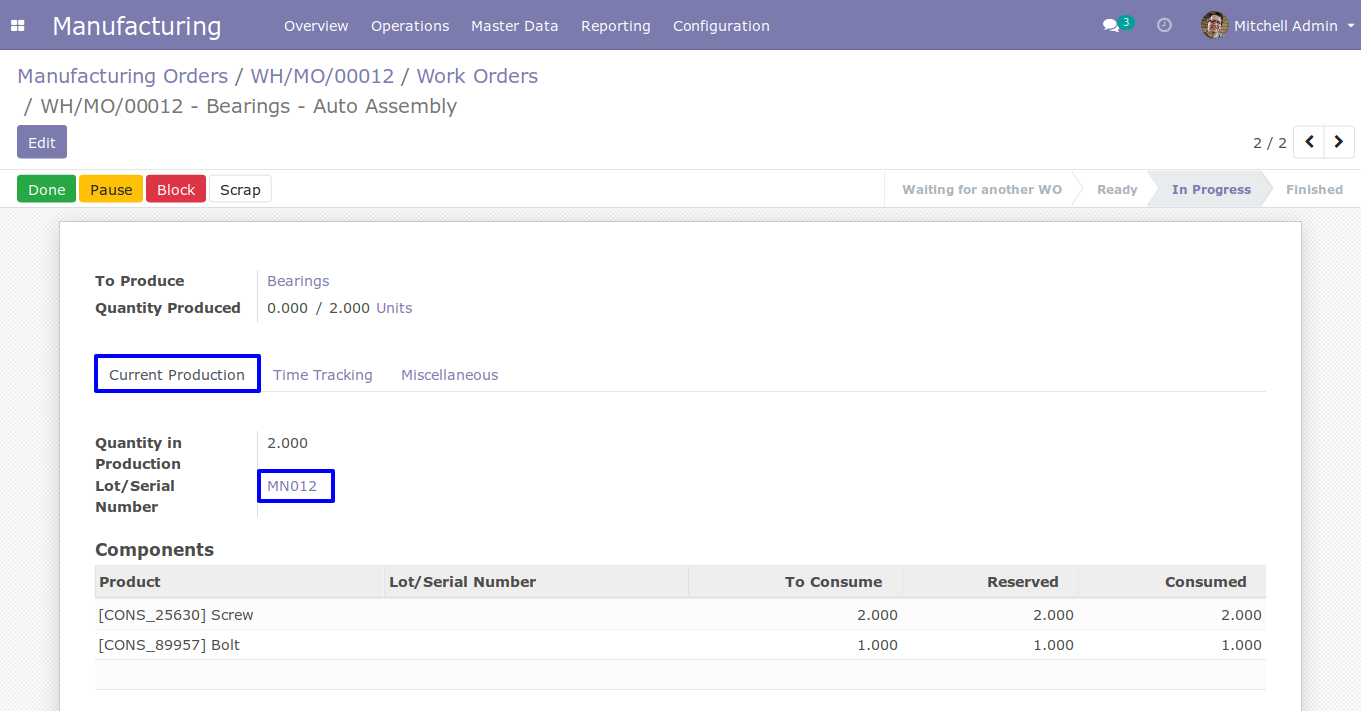 Manufacturing Overview Operations Master Data Reporting Configuration 3 Mitchell Admin
Manufacturing Orders / WH/MO/00012 / Work Orders
/ WH/MO/00012 - Bearings - Auto Assembly
Edit 2 / 2
Done Pause Block Scrap Waiting for another WO Ready In Progress Finished
To Produce Bearings
Quantity Produced 0.000 / 2.000 Units
Current Production Time Tracking Miscellaneous
Quantity in 2.000
Production
Lot/Serial MN012
Number
Components
Product Lot/Serial Number To Consume Reserved Consumed
[CONS_25630] Screw 2.000 2.000 2.000
[CONS_89957] Bolt 1.000 1.000 1.000